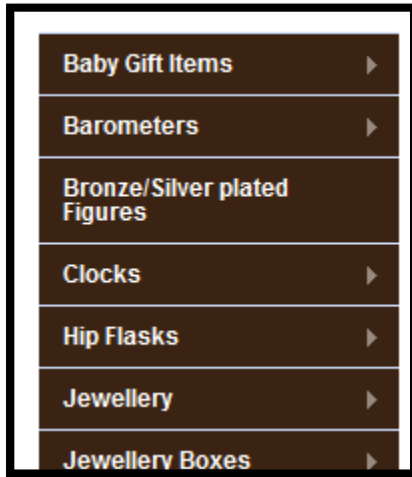 Baby Gift Items
Barometers
Bronze/Silver plated
Figures
Clocks
Hip Flasks
Jewellery
Jewellery Boxes